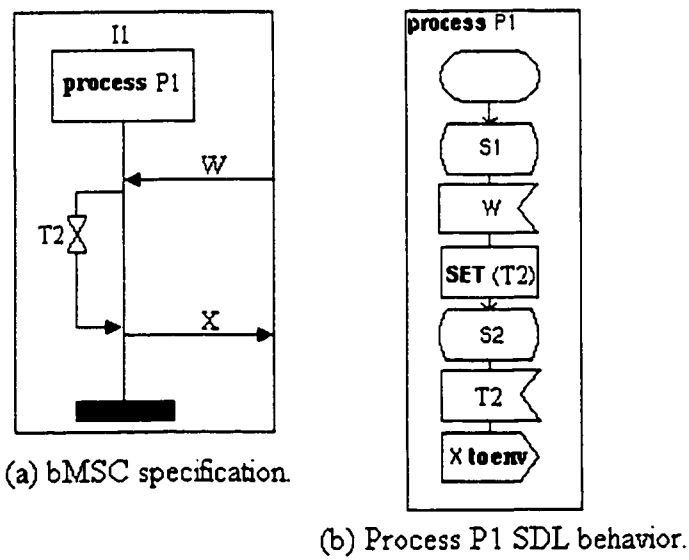 I1
process P1
W
T2
X
(a) bMSC specification.
process P1
S1
W
SET (T2)
S2
T2
X to env
(b) Process P1 SDL behavior.